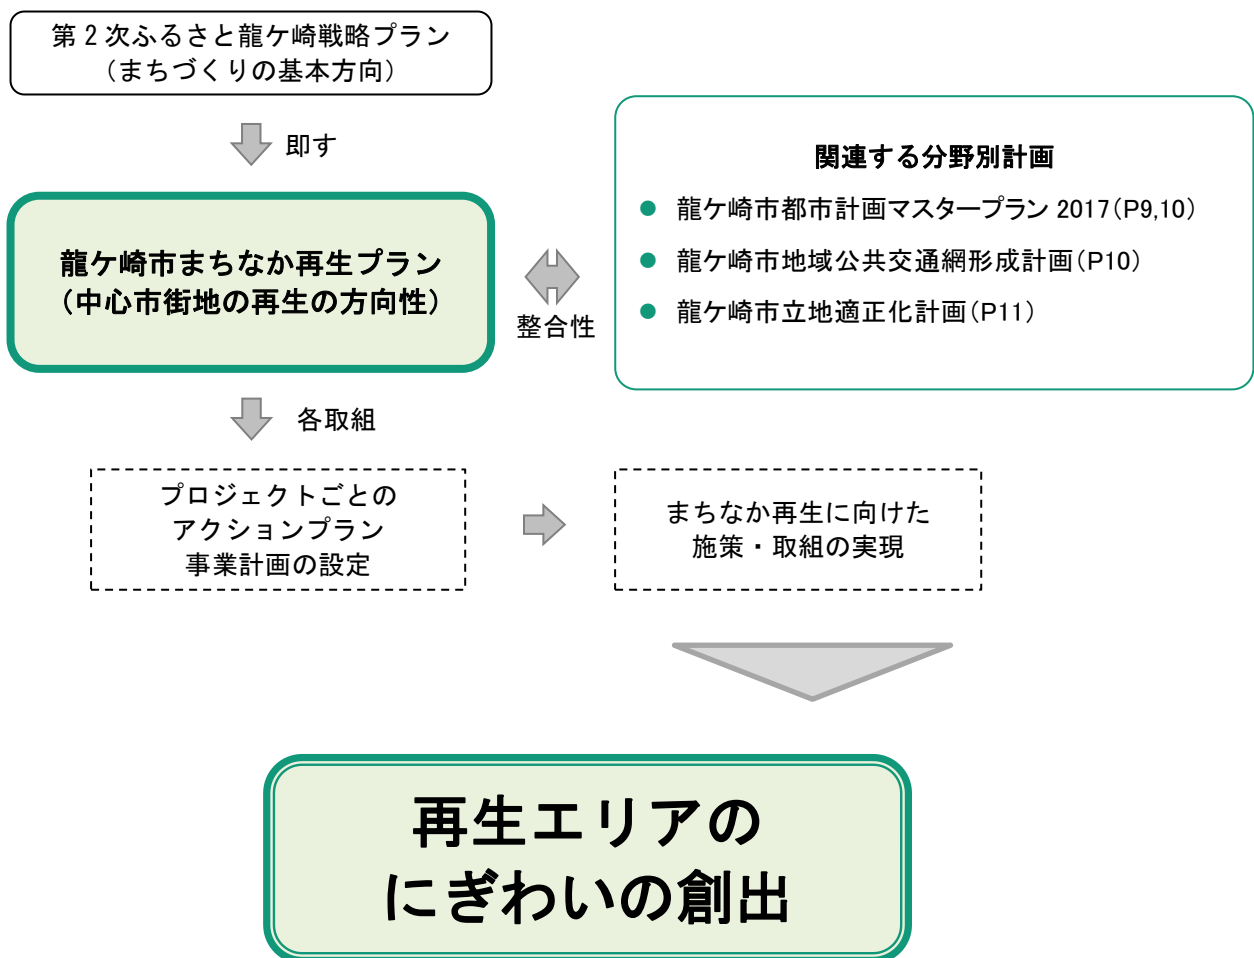 第2次ふるさと龍ケ崎戦略プラン
(まちづくりの基本方向)
即す
龍ケ崎市まちなか再生プラン
(中心市街地の再生の方向性)
整合性
関連する分野別計画
● 龍ケ崎市都市計画マスタープラン 2017(P9,10)
● 龍ケ崎市地域公共交通網形成計画(P10)
● 龍ケ崎市立地適正化計画(P11)
各取組
プロジェクトごとの
アクションプラン
事業計画の設定
まちなか再生に向けた
施策・取組の実現
再生エリアの
にぎわいの創出